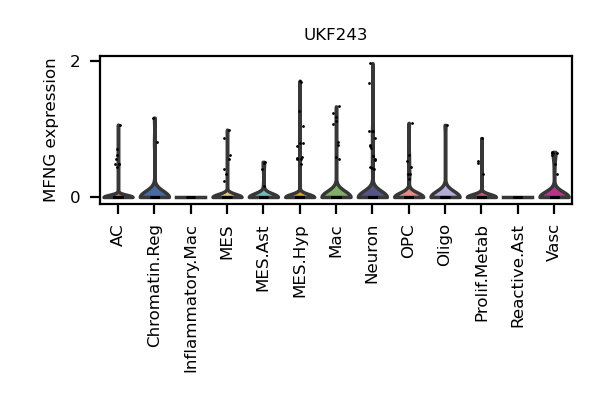 UKF243
MFNG expression
2
0
AC
Chromatin.Reg
Inflammatory.Mac
MES
MES.Ast
MES.Hyp
Mac
Neuron
OPC
Oligo
Prolif.Metab
Reactive.Ast
Vasc